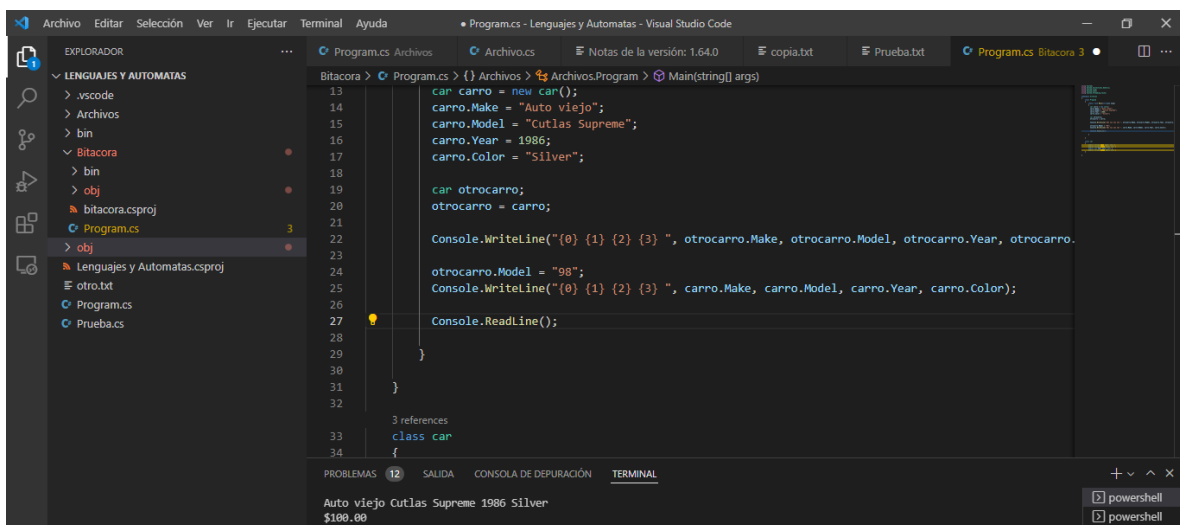 Archivo Editar Selección Ver Ir Ejecutar Terminal Ayuda
● Program.cs - Lenguajes y Automatas - Visual Studio Code
EXPLORADOR ...
LENGUAJES Y AUTOMATAS
> .vscode
> Archivos
> bin
Bitacora
> bin
> obj
bitacora.csproj
Program.cs 3
> obj
Lenguajes y Automatas.csproj
otro.txt
Program.cs
Prueba.cs
1
Program.cs Archivos Archivo.cs Notas de la versión: 1.64.0 copia.txt Prueba.txt Program.cs Bitacora 3 ●
Bitacora > Program.cs > {} Archivos > Archivos.Program > Main(string[] args)
13 car carro = new car();
14 carro.Make = "Auto viejo";
15 carro.Model = "Cutlas Supreme";
16 carro.Year = 1986;
17 carro.Color = "Silver";
18
19 car otrocarro;
20 otrocarro = carro;
21
22 Console.WriteLine("{0} {1} {2} {3} ", otrocarro.Make, otrocarro.Model, otrocarro.Year, otrocarro.
23
24 otrocarro.Model = "98";
25 Console.WriteLine("{0} {1} {2} {3} ", carro.Make, carro.Model, carro.Year, carro.Color);
26
27 Console.ReadLine();
28
29 }
30
31 }
32
3 references
33 class car
34 {
PROBLEMAS 12 SALIDA CONSOLA DE DEPURACIÓN TERMINAL
Auto viejo Cutlas Supreme 1986 Silver
$100.00
powershell
powershell